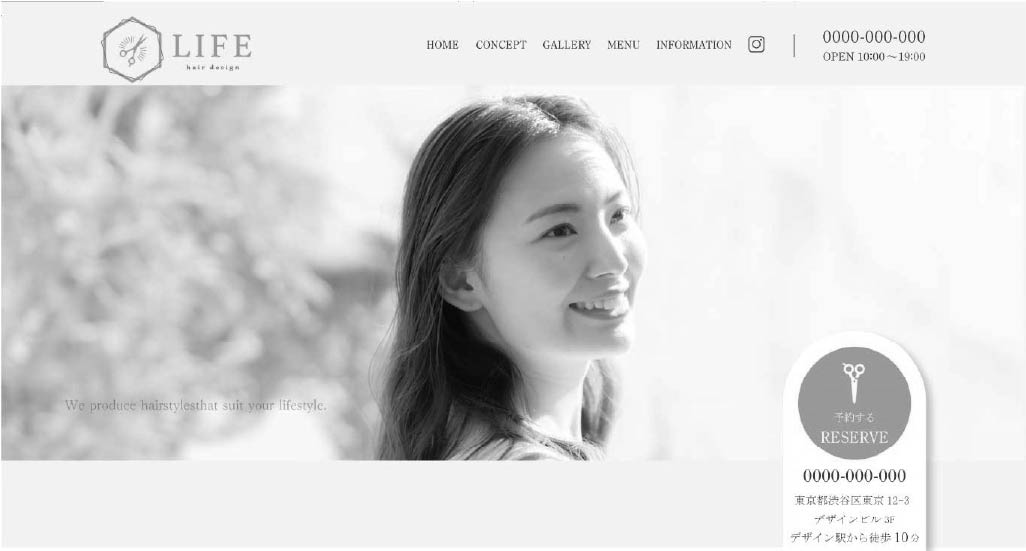 LIFE
hair design
HOME CONCEPT GALLERY MENU INFORMATION
0000-000-000
OPEN 10:00～19:00
We produce hairstylesthat suit your lifestyle.
予約する
RESERVE
0000-000-000
東京都渋谷区東京 12-3
デザインビル 3F
デザイン駅から徒歩 10 分